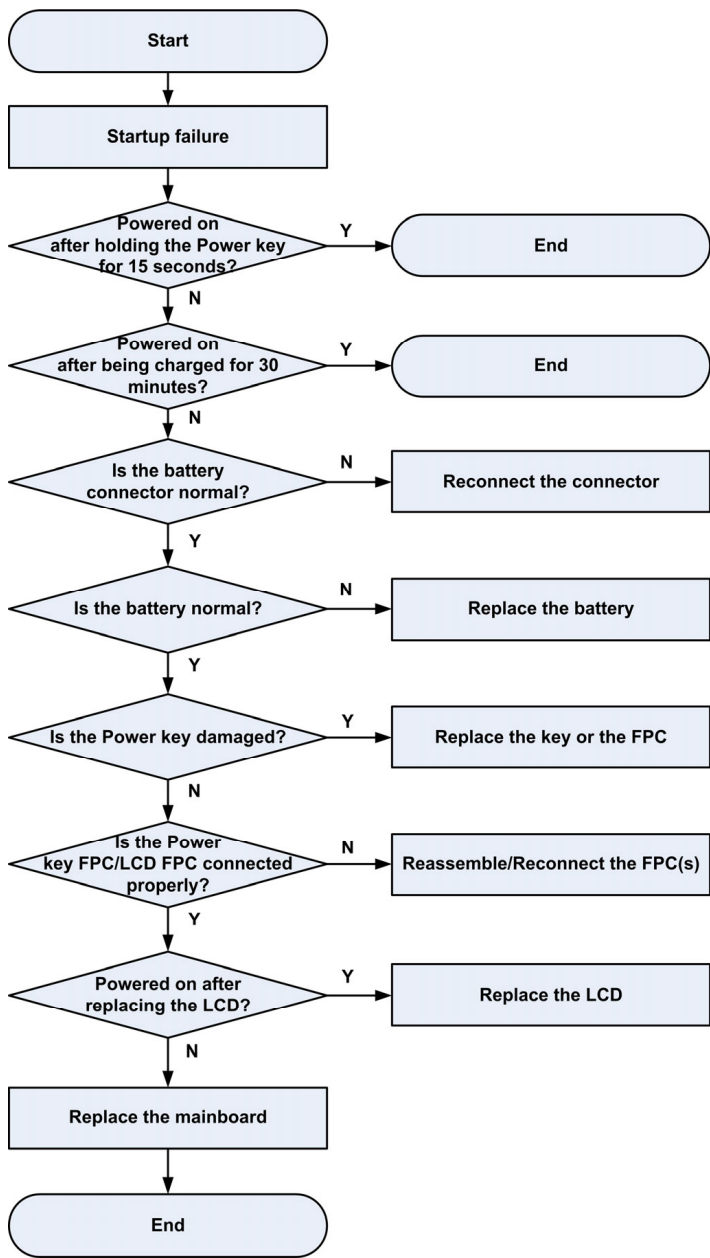 Start
Startup failure
Powered on
after holding the Power key
for 15 seconds?
Y
End
N
Powered on
after being charged for 30
minutes?
Y
End
N
Is the battery
connector normal?
N
Reconnect the connector
Y
Is the battery normal?
N
Replace the battery
Y
Is the Power key damaged?
Y
Replace the key or the FPC
N
Is the Power
key FPC/LCD FPC connected
properly?
N
Reassemble/Reconnect the FPC(s)
Y
Powered on after
replacing the LCD?
Y
Replace the LCD
N
Replace the mainboard
End